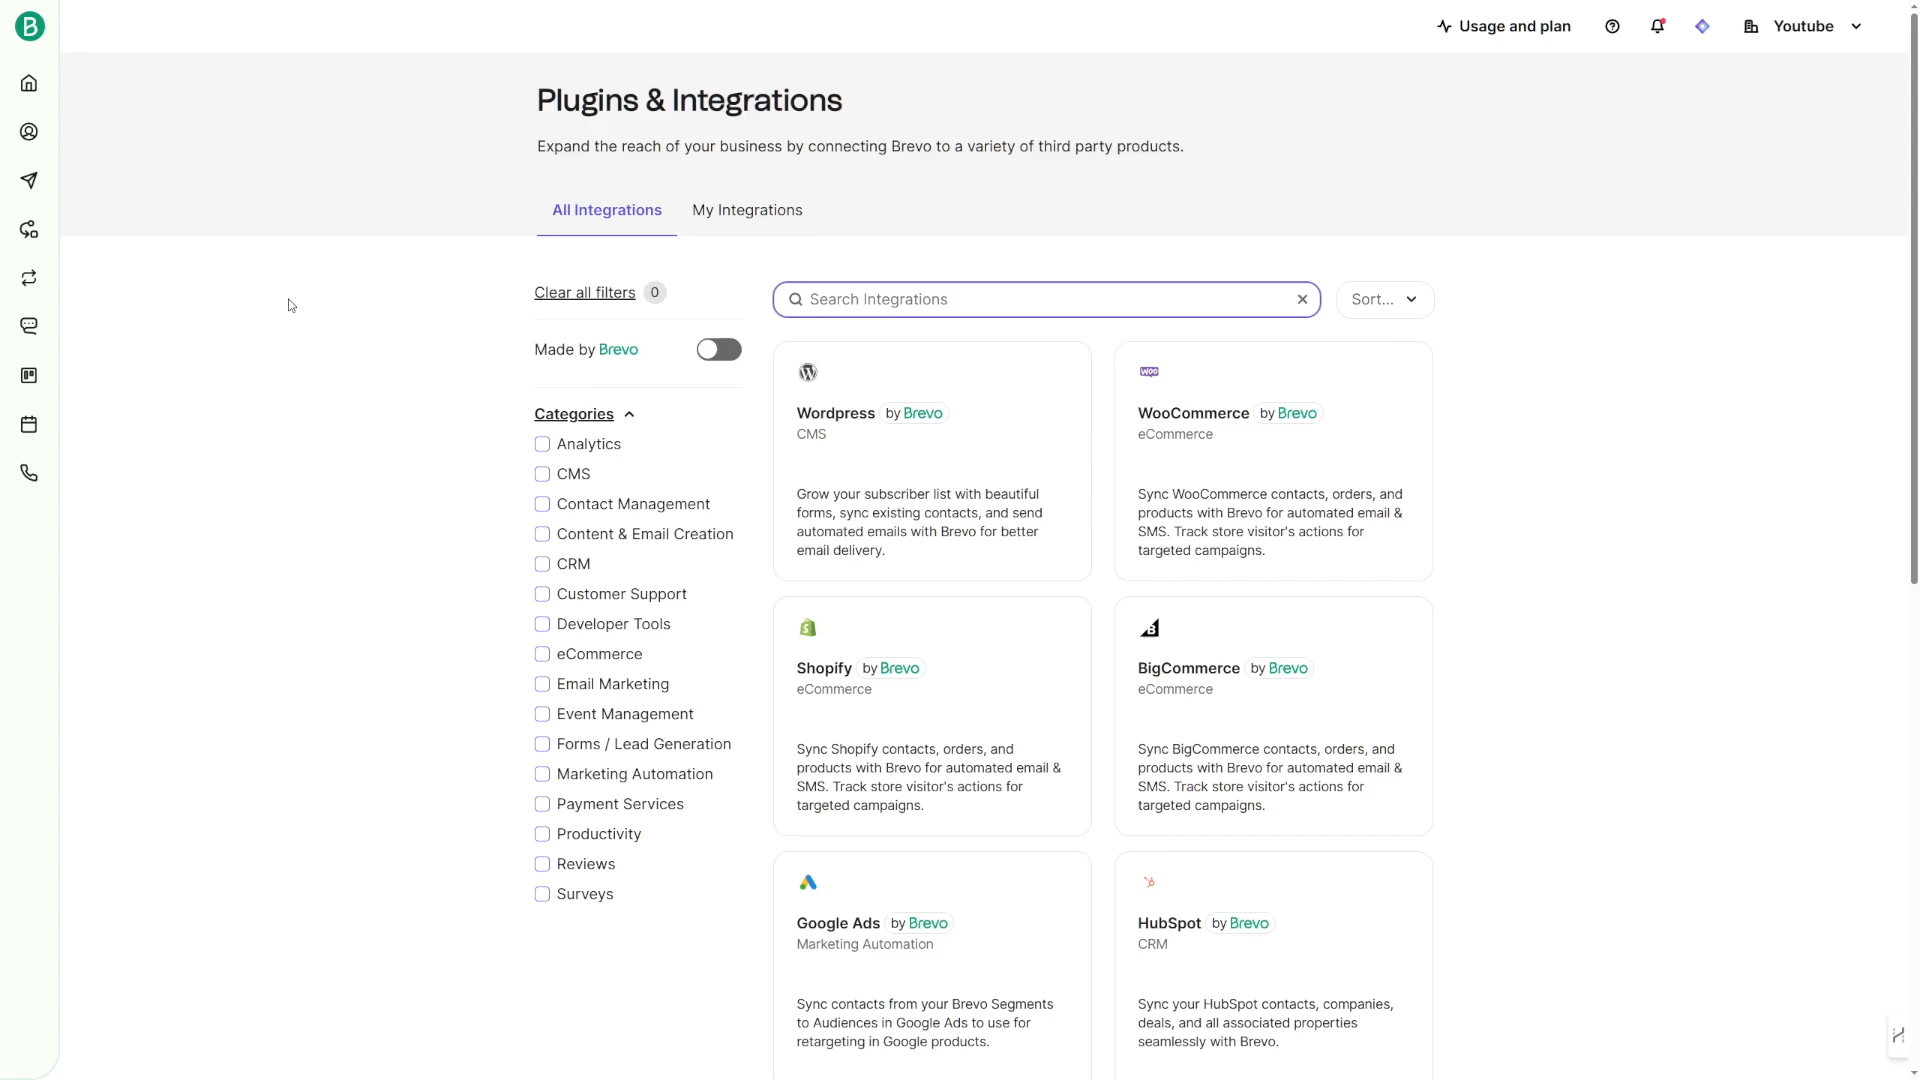 B
Usage and plan
Youtube
Plugins & Integrations
Expand the reach of your business by connecting Brevo to a variety of third party products.
All Integrations
My Integrations
Clear all filters 0
Search Integrations
Sort...
Made by Brevo
Categories
Analytics
CMS
Contact Management
Content & Email Creation
CRM
Customer Support
Developer Tools
eCommerce
Email Marketing
Event Management
Forms / Lead Generation
Marketing Automation
Payment Services
Productivity
Reviews
Surveys
Wordpress by Brevo
CMS
Grow your subscriber list with beautiful
forms, sync existing contacts, and send
automated emails with Brevo for better
email delivery.
Woo
WooCommerce by Brevo
eCommerce
Sync WooCommerce contacts, orders, and
products with Brevo for automated email &
SMS. Track store visitor's actions for
targeted campaigns.
Shopify by Brevo
eCommerce
Sync Shopify contacts, orders, and
products with Brevo for automated email &
SMS. Track store visitor's actions for
targeted campaigns.
BigCommerce by Brevo
eCommerce
Sync BigCommerce contacts, orders, and
products with Brevo for automated email &
SMS. Track store visitor's actions for
targeted campaigns.
Google Ads by Brevo
Marketing Automation
Sync contacts from your Brevo Segments
to Audiences in Google Ads to use for
retargeting in Google products.
HubSpot by Brevo
CRM
Sync your HubSpot contacts, companies,
deals, and all associated properties
seamlessly with Brevo.